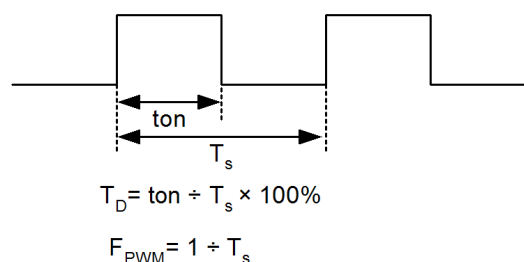 ton
Ts
TD= ton ÷ Ts × 100%
FPWM= 1 ÷ Ts